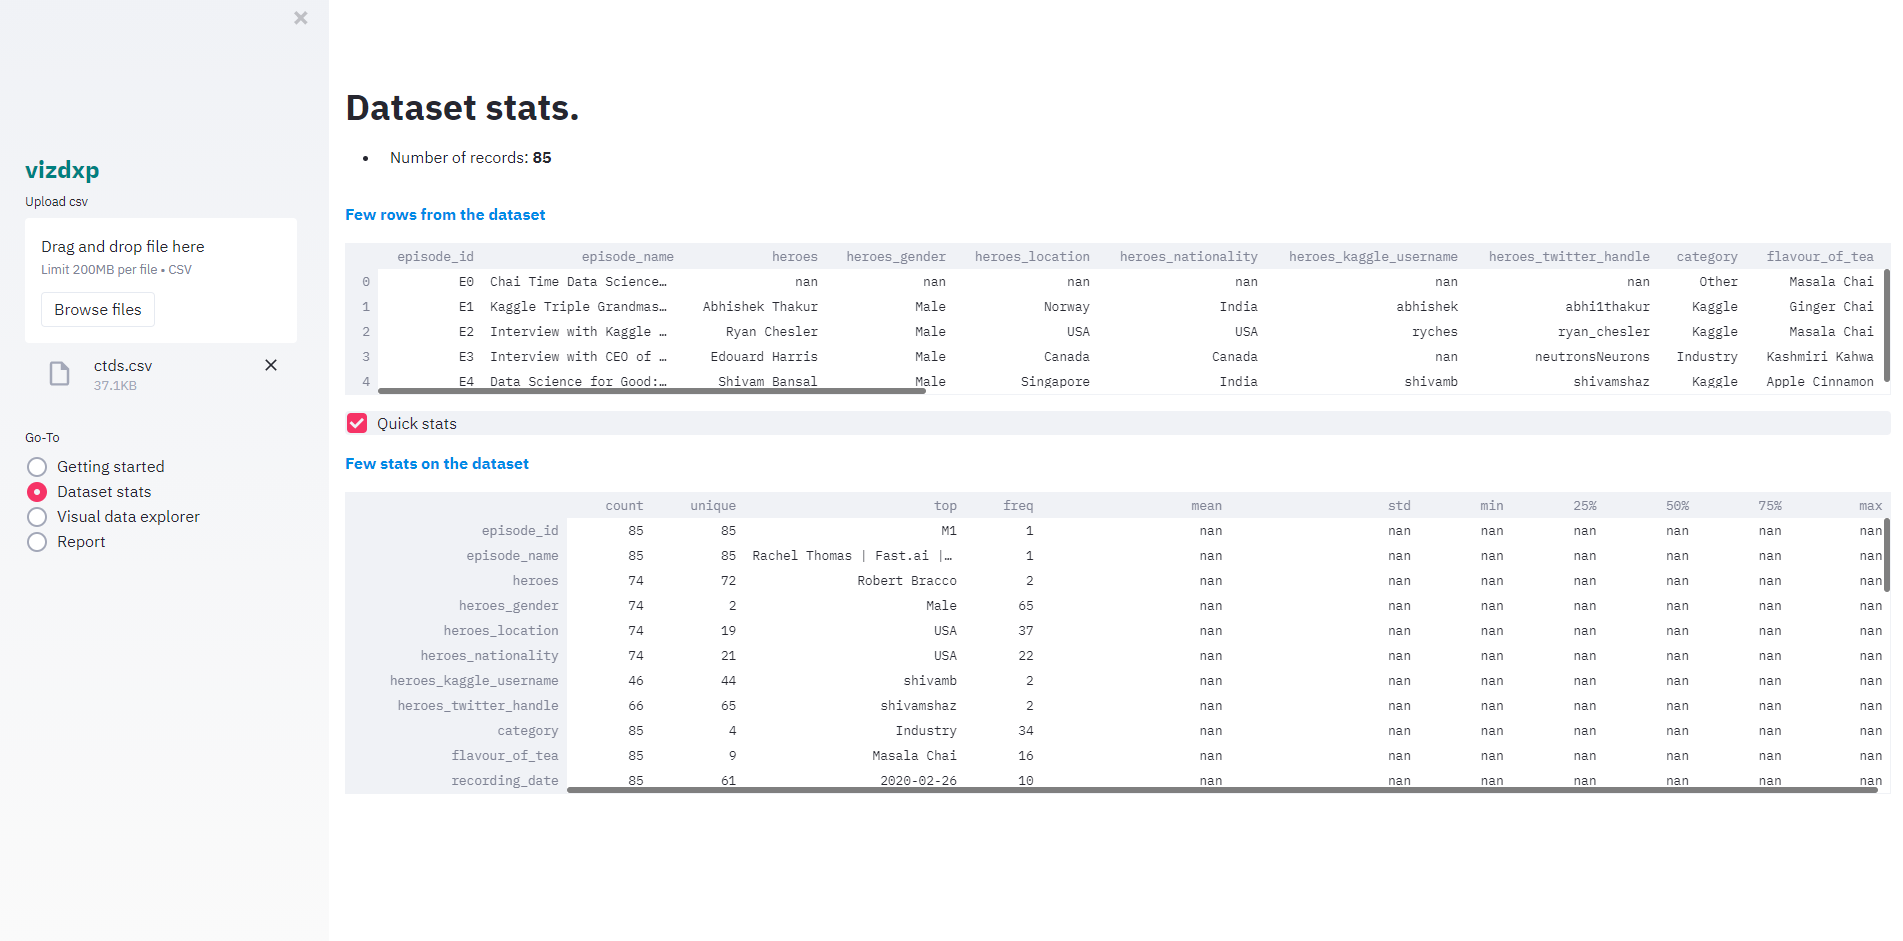 vizdxp
Upload csv
Drag and drop file here
Limit 200MB per file • CSV
Browse files
ctds.csv
37.1KB
Go-To
Getting started
Dataset stats
Visual data explorer
Report
Dataset stats.
• Number of records: 85
Few rows from the dataset
episode_id episode_name heroes heroes_gender heroes_location heroes_nationality heroes_kaggle_username heroes_twitter_handle category flavour_of_tea
0 E0 Chai Time Data Science… nan nan nan nan nan nan Other Masala Chai
1 E1 Kaggle Triple Grandmas… Abhishek Thakur Male Norway India abhishek abhi1thakur Kaggle Ginger Chai
2 E2 Interview with Kaggle … Ryan Chesler Male USA USA ryches ryan_chesler Kaggle Masala Chai
3 E3 Interview with CEO of … Edouard Harris Male Canada Canada nan neutronsNeurons Industry Kashmiri Kahwa
4 E4 Data Science for Good:… Shivam Bansal Male Singapore India shivamb shivamshaz Kaggle Apple Cinnamon
Quick stats
Few stats on the dataset
count unique top freq mean std min 25% 50% 75% max
episode_id 85 85 M1 1 nan nan nan nan nan nan nan
episode_name 85 85 Rachel Thomas | Fast.ai |… 1 nan nan nan nan nan nan nan
heroes 74 72 Robert Bracco 2 nan nan nan nan nan nan nan
heroes_gender 74 2 Male 65 nan nan nan nan nan nan nan
heroes_location 74 19 USA 37 nan nan nan nan nan nan nan
heroes_nationality 74 21 USA 22 nan nan nan nan nan nan nan
heroes_kaggle_username 46 44 shivamb 2 nan nan nan nan nan nan nan
heroes_twitter_handle 66 65 shivamshaz 2 nan nan nan nan nan nan nan
category 85 4 Industry 34 nan nan nan nan nan nan nan
flavour_of_tea 85 9 Masala Chai 16 nan nan nan nan nan nan nan
recording_date 85 61 2020-02-26 10 nan nan nan nan nan nan nan